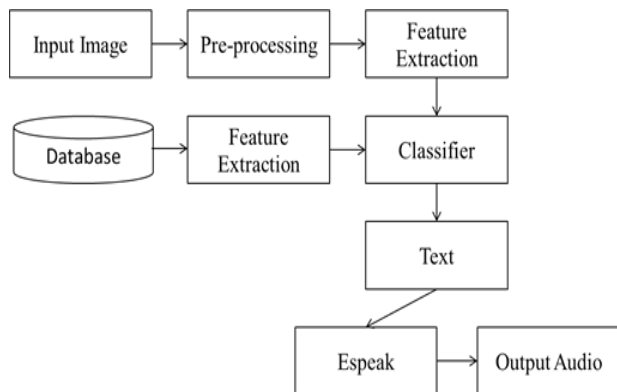 Input Image
Pre-processing
Feature
Extraction
Database
Feature
Extraction
Classifier
Text
Espeak
Output Audio